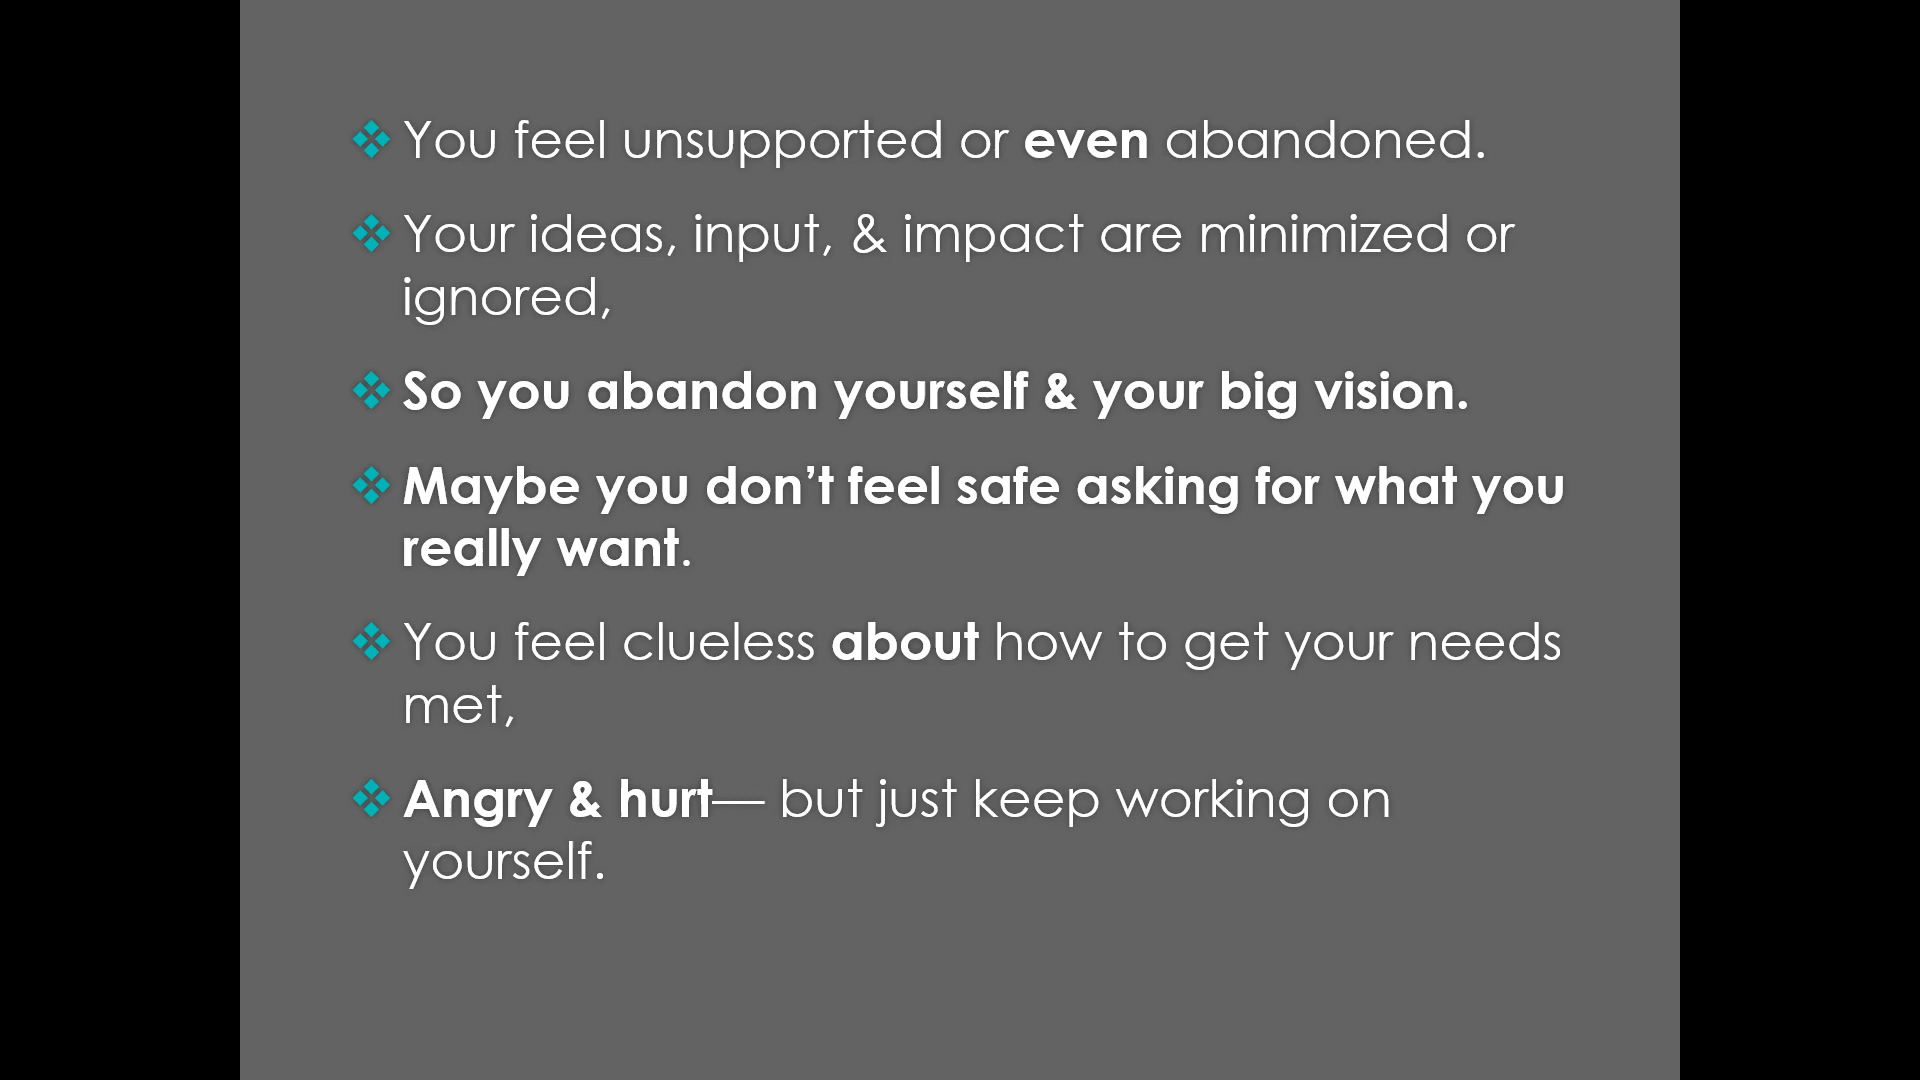 You feel unsupported or even abandoned.
Your ideas, input, & impact are minimized or
ignored,
So you abandon yourself & your big vision.
Maybe you don’t feel safe asking for what you
really want.
You feel clueless about how to get your needs
met,
Angry & hurt— but just keep working on
yourself.